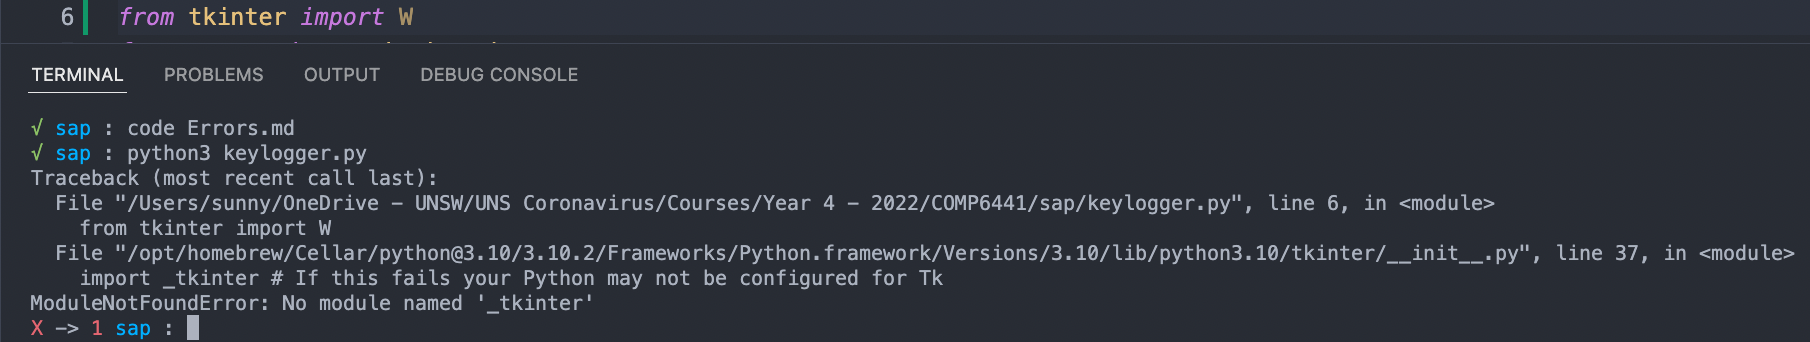 6 from tkinter import W
TERMINAL PROBLEMS OUTPUT DEBUG CONSOLE
√ sap : code Errors.md
√ sap : python3 keylogger.py
Traceback (most recent call last):
  File "/Users/sunny/OneDrive - UNSW/UNS Coronavirus/Courses/Year 4 - 2022/COMP6441/sap/keylogger.py", line 6, in <module>
    from tkinter import W
  File "/opt/homebrew/Cellar/python@3.10/3.10.2/Frameworks/Python.framework/Versions/3.10/lib/python3.10/tkinter/__init__.py", line 37, in <module>
    import _tkinter # If this fails your Python may not be configured for Tk
ModuleNotFoundError: No module named '_tkinter'
X -> 1 sap :